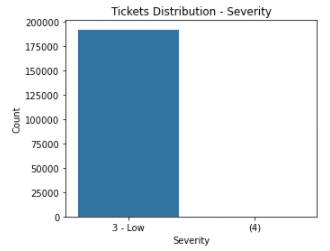 Tickets Distribution - Severity
200000
175000
150000
125000
100000
75000
50000
25000
0
Count
3 - Low
(4)
Severity